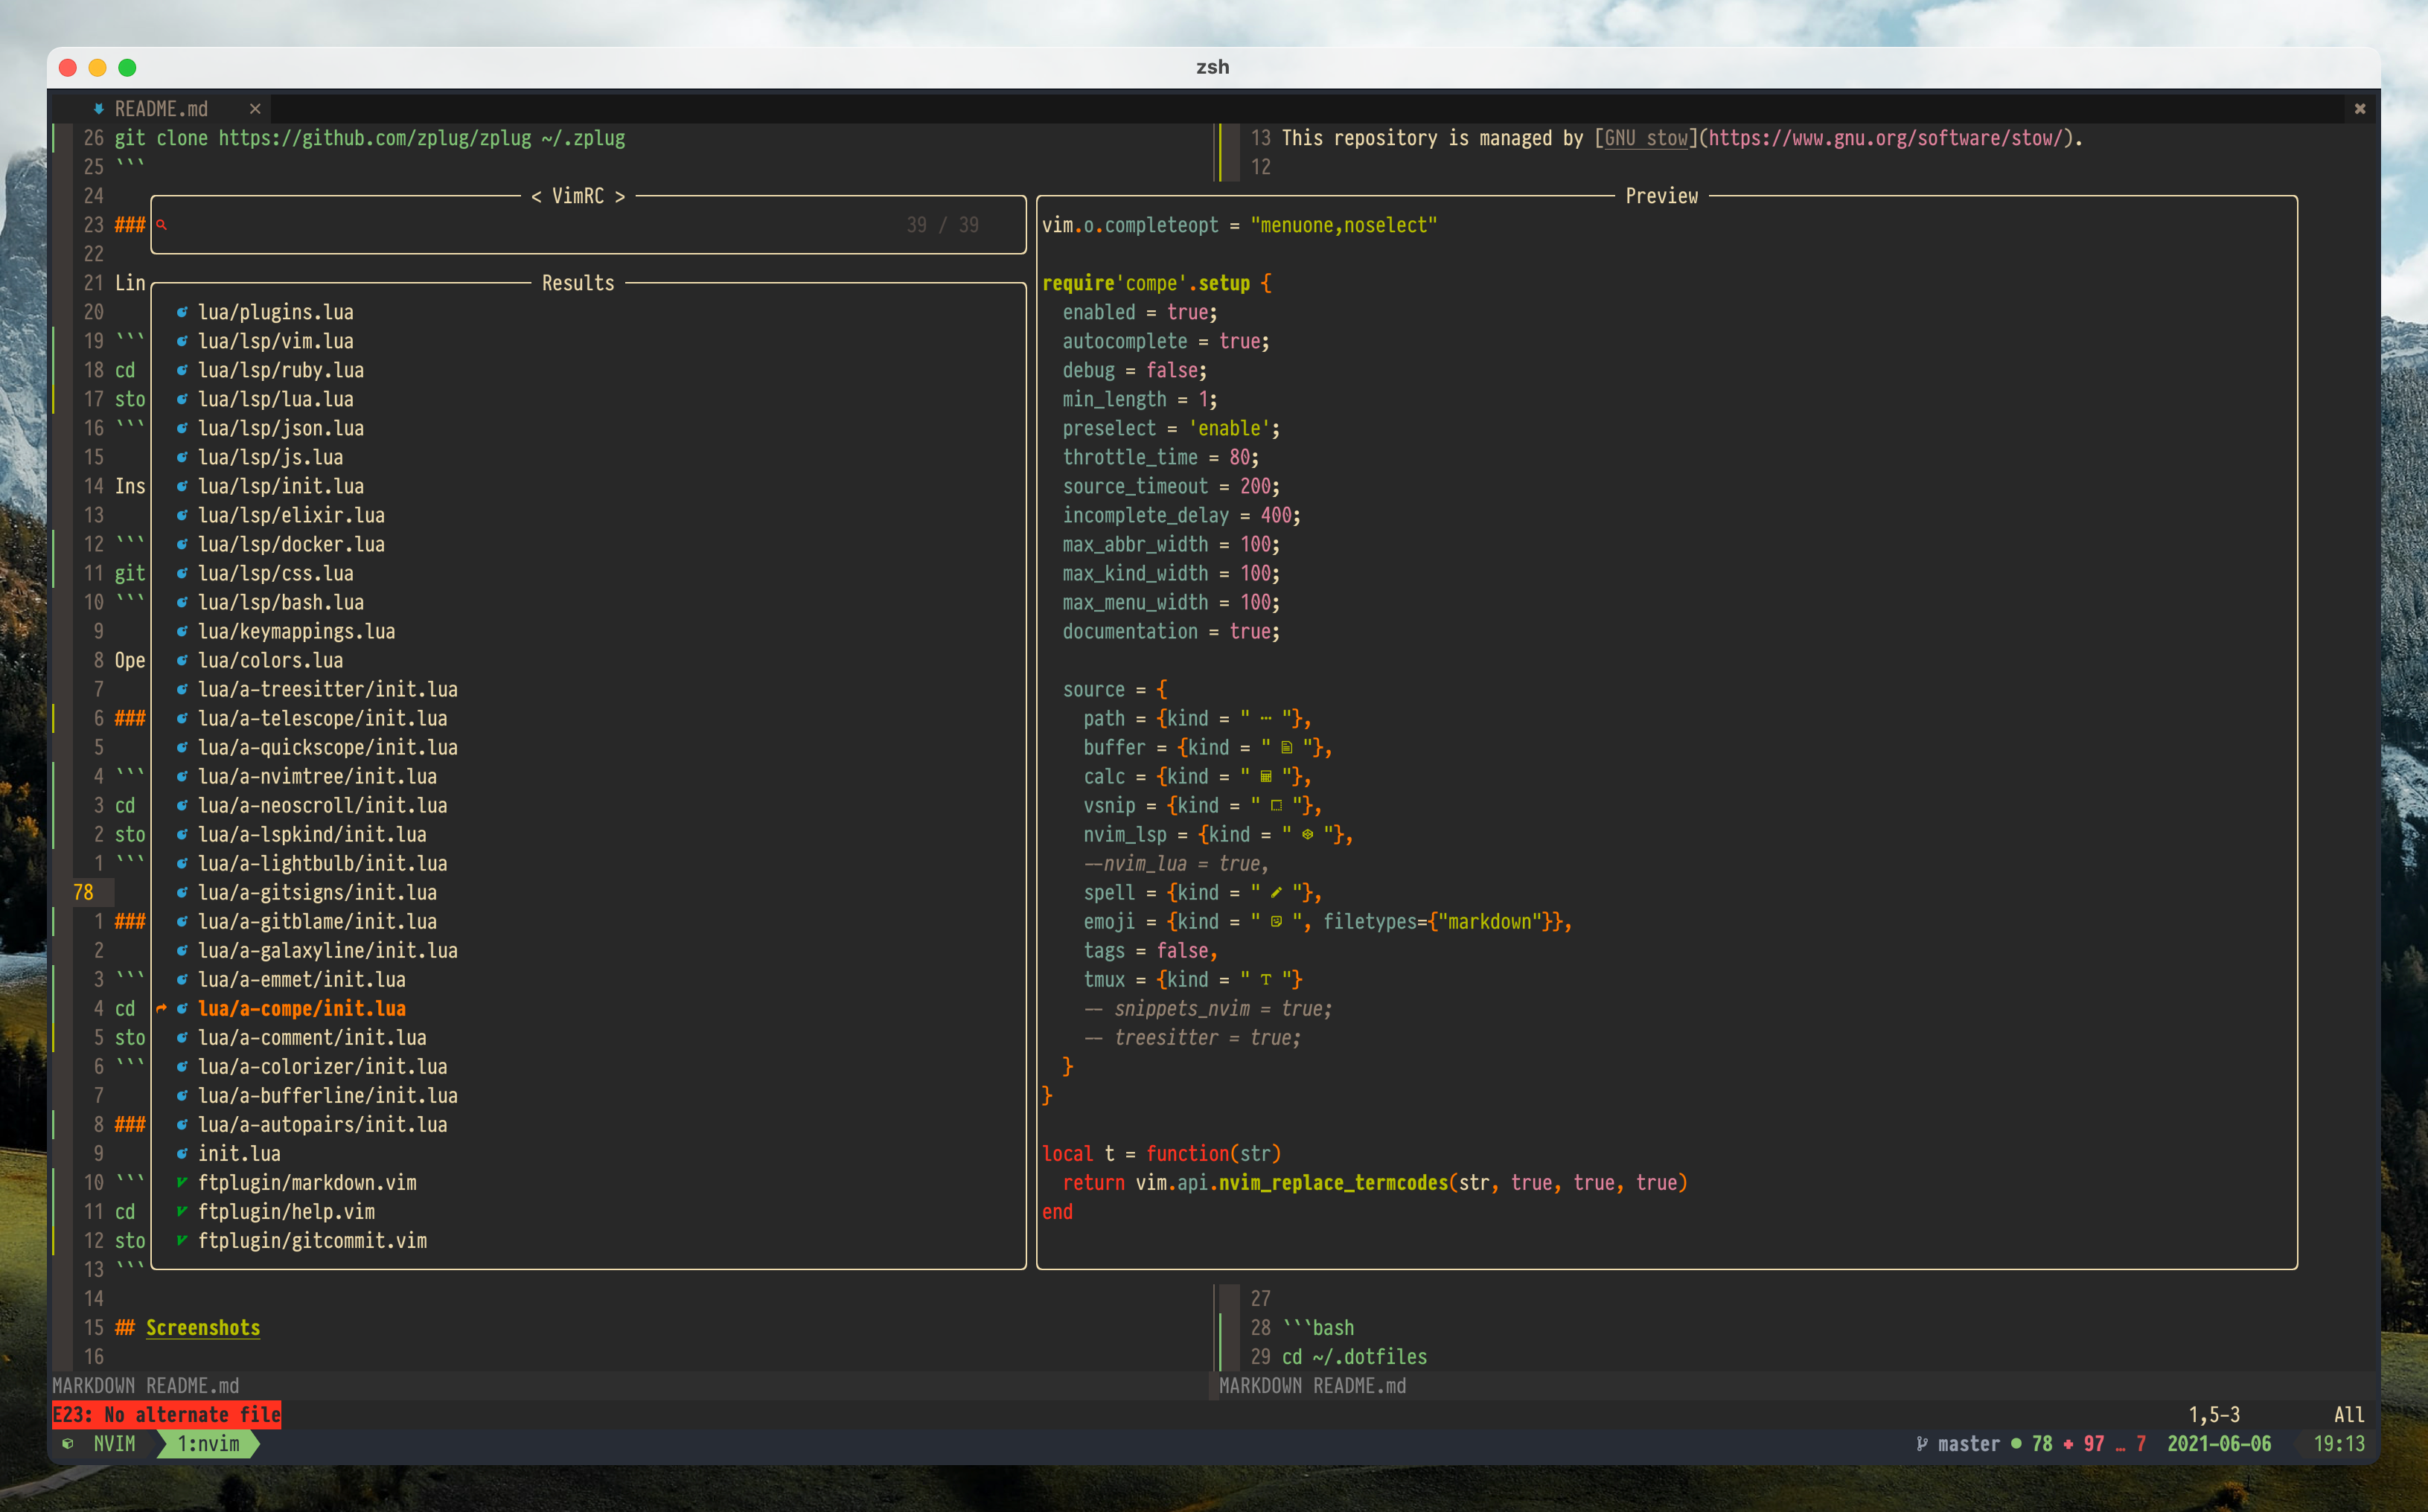 zsh
README.md ×
26 git clone https://github.com/zplug/zplug ~/.zplug
25 ```
24
23 ###
22
21 Lin
20
19 ```
18 cd
17 sto
16 ```
15
14 Ins
13
12 ```
11 git
10 ```
9
8 Ope
7
6 ###
5
4 ```
3 cd
2 sto
1 ```
78
1 ###
2
3 ```
4 cd
5 sto
6 ```
7
8 ###
9
10 ```
11 cd
12 sto
13 ```
14
15 ## Screenshots
16
MARKDOWN README.md
< VimRC >
39 / 39
Results
lua/plugins.lua
lua/lsp/vim.lua
lua/lsp/ruby.lua
lua/lsp/lua.lua
lua/lsp/json.lua
lua/lsp/js.lua
lua/lsp/init.lua
lua/lsp/elixir.lua
lua/lsp/docker.lua
lua/lsp/css.lua
lua/lsp/bash.lua
lua/keymappings.lua
lua/colors.lua
lua/a-treesitter/init.lua
lua/a-telescope/init.lua
lua/a-quickscope/init.lua
lua/a-nvimtree/init.lua
lua/a-neoscroll/init.lua
lua/a-lspkind/init.lua
lua/a-lightbulb/init.lua
lua/a-gitsigns/init.lua
lua/a-gitblame/init.lua
lua/a-galaxyline/init.lua
lua/a-emmet/init.lua
lua/a-compe/init.lua
lua/a-comment/init.lua
lua/a-colorizer/init.lua
lua/a-bufferline/init.lua
lua/a-autopairs/init.lua
init.lua
ftplugin/markdown.vim
ftplugin/help.vim
ftplugin/gitcommit.vim
13 This repository is managed by [GNU stow](https://www.gnu.org/software/stow/).
12
Preview
vim.o.completeopt = "menuone,noselect"
require'compe'.setup {
enabled = true;
autocomplete = true;
debug = false;
min_length = 1;
preselect = 'enable';
throttle_time = 80;
source_timeout = 200;
incomplete_delay = 400;
max_abbr_width = 100;
max_kind_width = 100;
max_menu_width = 100;
documentation = true;
source = {
path = {kind = " ⋯ "},
buffer = {kind = "  "},
calc = {kind = "  "},
vsnip = {kind = "  "},
nvim_lsp = {kind = "  "},
--nvim_lua = true,
spell = {kind = "  "},
emoji = {kind = "  ", filetypes={"markdown"}},
tags = false,
tmux = {kind = " T "}
-- snippets_nvim = true;
-- treesitter = true;
}
}
local t = function(str)
return vim.api.nvim_replace_termcodes(str, true, true, true)
end
27
28 ```bash
29 cd ~/.dotfiles
MARKDOWN README.md
E23: No alternate file
1,5-3 All
NVIM 1:nvim
master ● 78 ✚ 97 … 7 2021-06-06 19:13